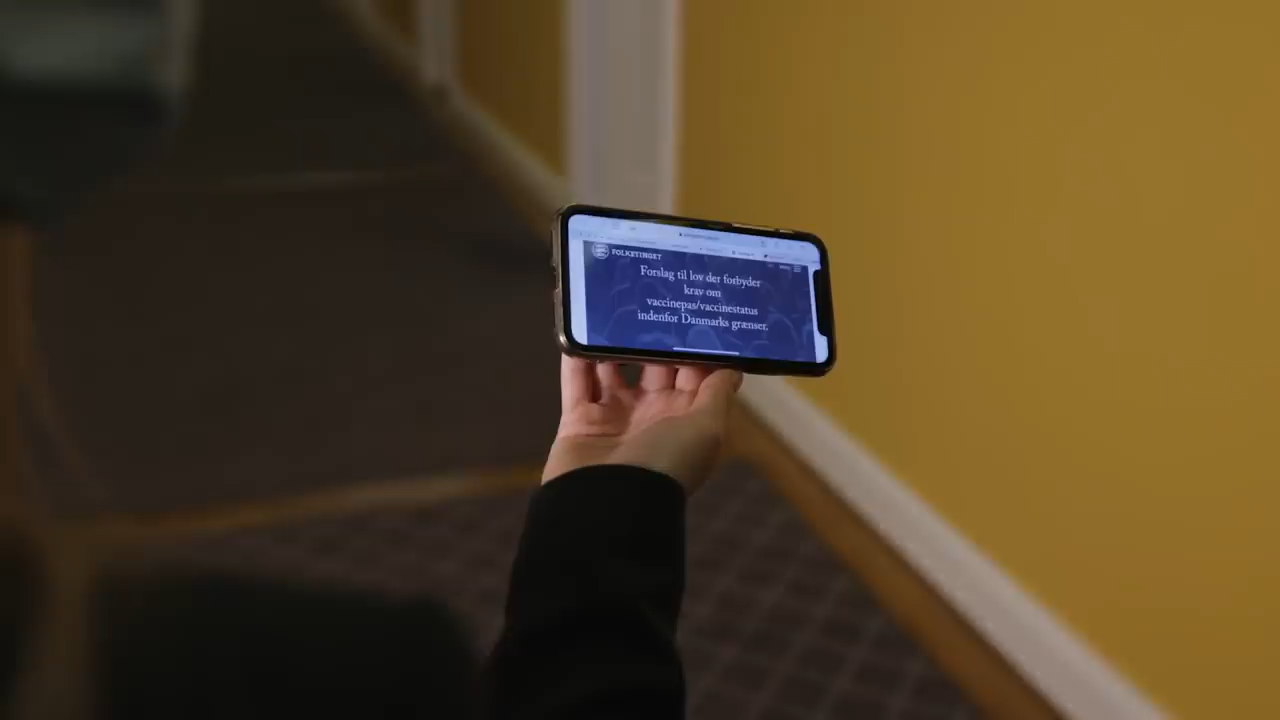 FOLKETINGET
Forslag til lov der forbyder
krav om
vaccinepas/vaccinestatus
indenfor Danmarks grænser.